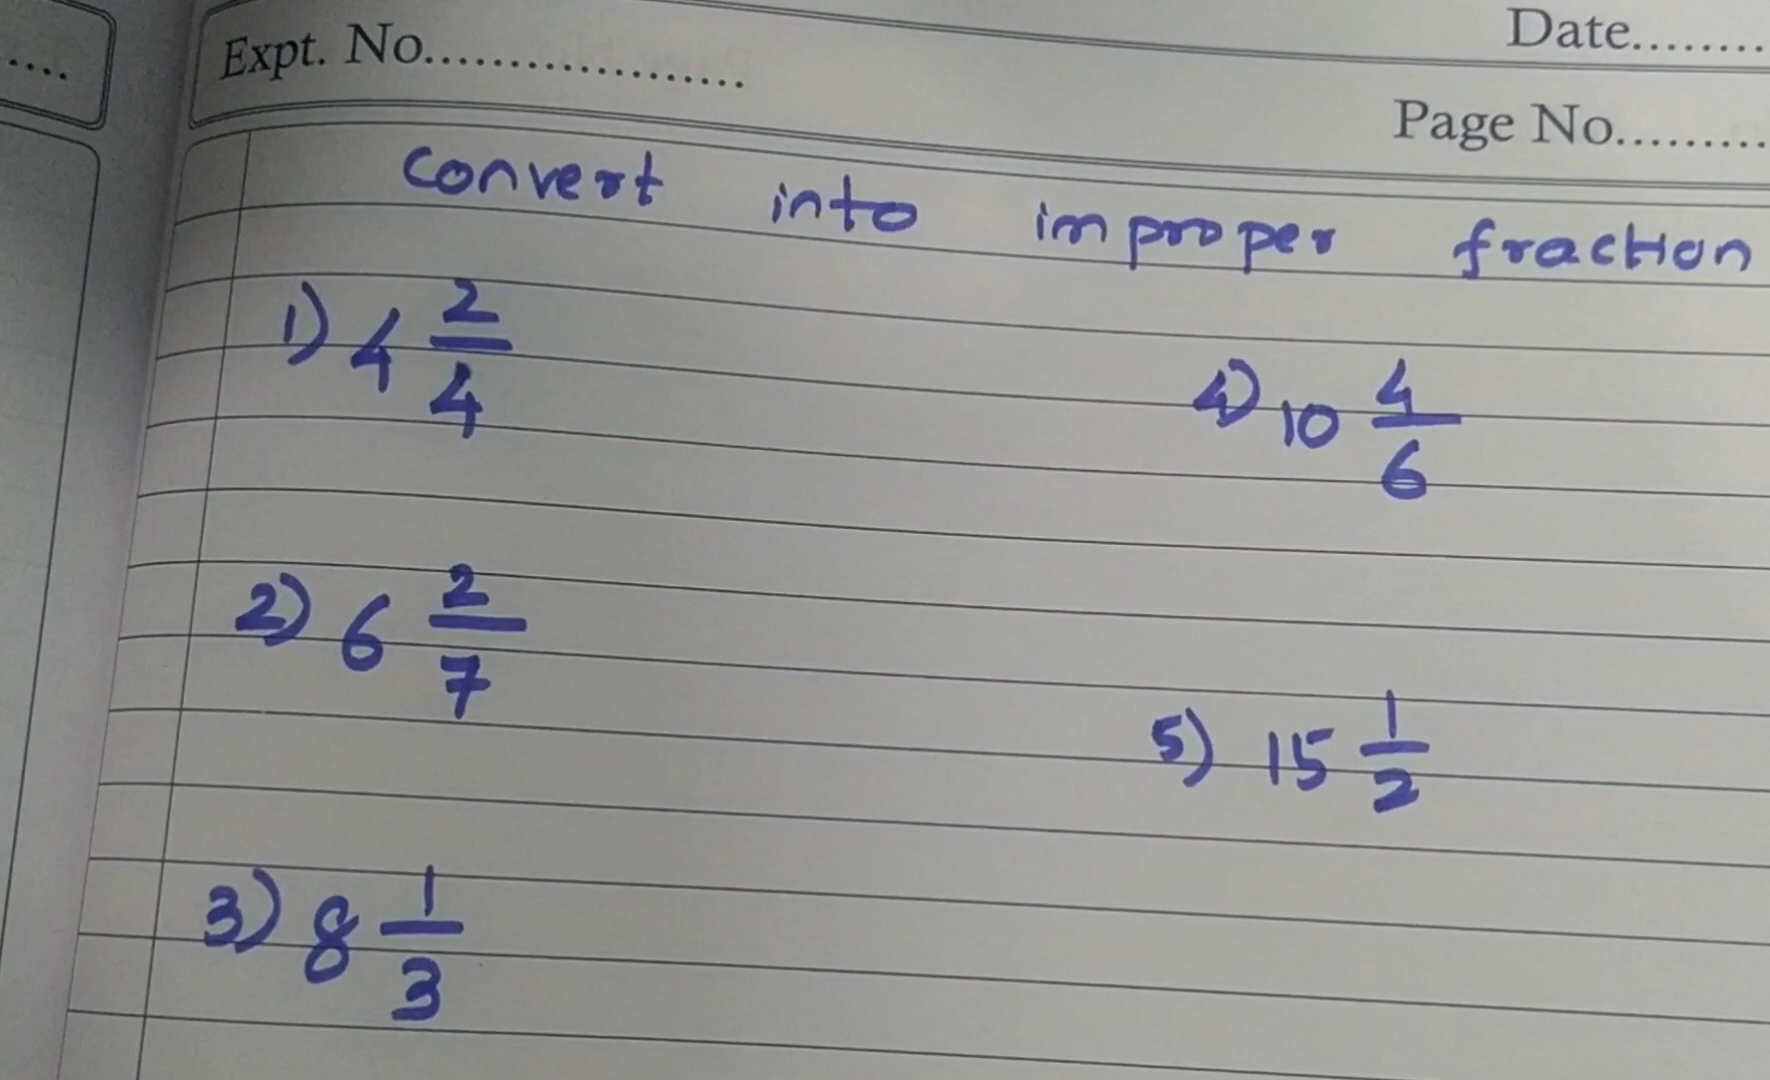 Expt. No...................
Date........
Page No.........
....
Convert into improper fraction
1) 4 2/4
2) 6 2/7
3) 8 1/3
4) 10 4/6
5) 15 1/2